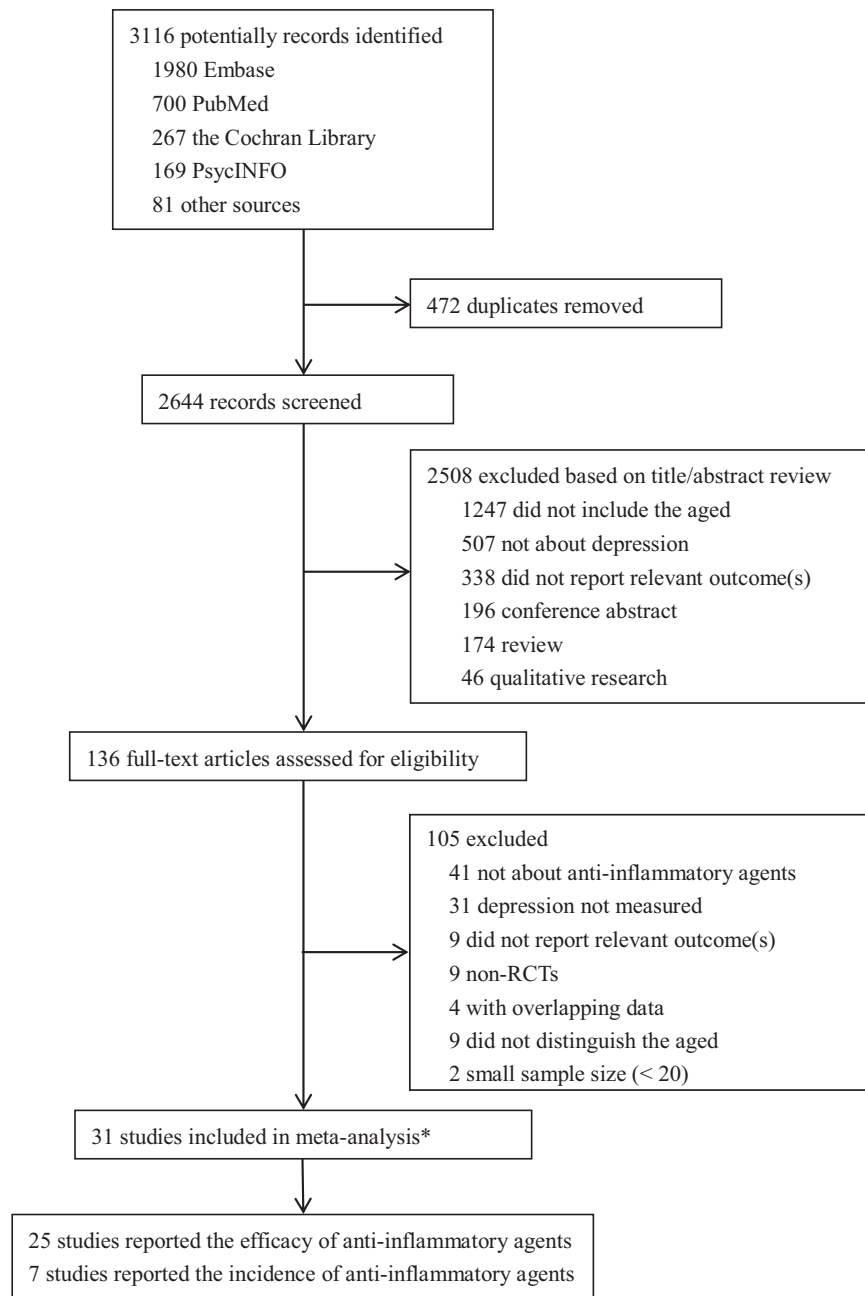 3116 potentially records identified
1980 Embase
700 PubMed
267 the Cochran Library
169 PsycINFO
81 other sources
472 duplicates removed
2644 records screened
2508 excluded based on title/abstract review
1247 did not include the aged
507 not about depression
338 did not report relevant outcome(s)
196 conference abstract
174 review
46 qualitative research
136 full-text articles assessed for eligibility
105 excluded
41 not about anti-inflammatory agents
31 depression not measured
9 did not report relevant outcome(s)
9 non-RCTs
4 with overlapping data
9 did not distinguish the aged
2 small sample size (< 20)
31 studies included in meta-analysis*
25 studies reported the efficacy of anti-inflammatory agents
7 studies reported the incidence of anti-inflammatory agents